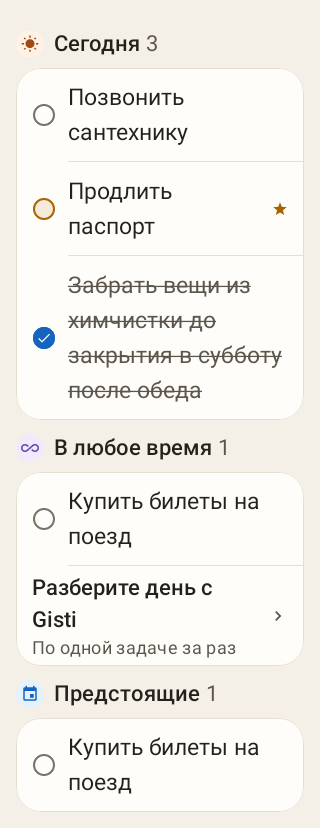 Сегодня 3
Позвонить
сантехнику
Продлить
паспорт
Забрать вещи из
химчистки до
закрытия в субботу
после обеда
В любое время 1
Купить билеты на
поезд
Разберите день с
Gisti
По одной задаче за раз
Предстоящие 1
Купить билеты на
поезд